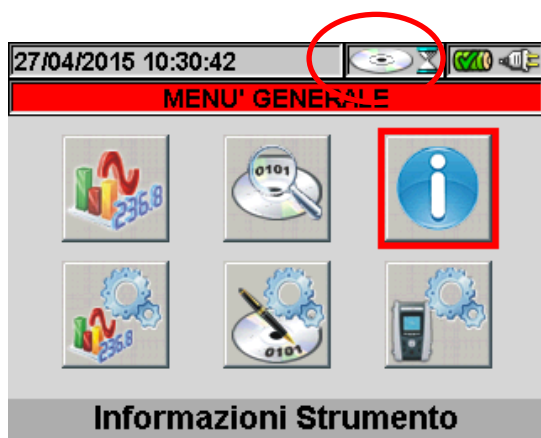 27/04/2015 10:30:42
MENU' GENERALE
236.8
0101
236.8
0101
Informazioni Strumento